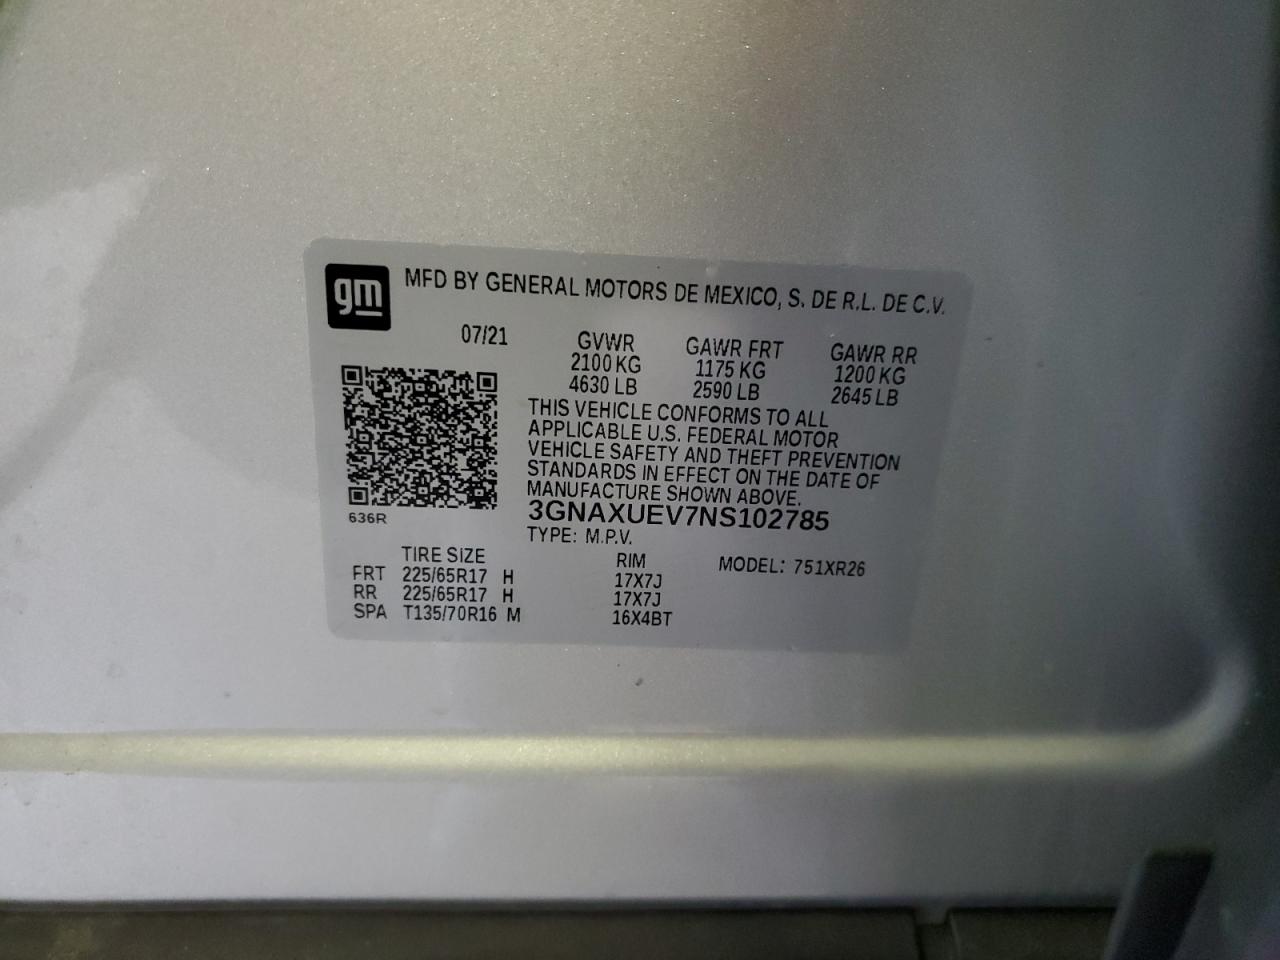 gm
MFD BY GENERAL MOTORS DE MEXICO, S. DE R.L. DE C.V.
07/21
GVWR GAWR FRT GAWR RR
2100 KG 1175 KG 1200 KG
4630 LB 2590 LB 2645 LB
THIS VEHICLE CONFORMS TO ALL
APPLICABLE U.S. FEDERAL MOTOR
VEHICLE SAFETY AND THEFT PREVENTION
STANDARDS IN EFFECT ON THE DATE OF
MANUFACTURE SHOWN ABOVE.
636R
3GNAXUEV7NS102785
TYPE: M.P.V.
TIRE SIZE RIM MODEL: 751XR26
FRT 225/65R17 H 17X7J
RR 225/65R17 H 17X7J
SPA T135/70R16 M 16X4BT